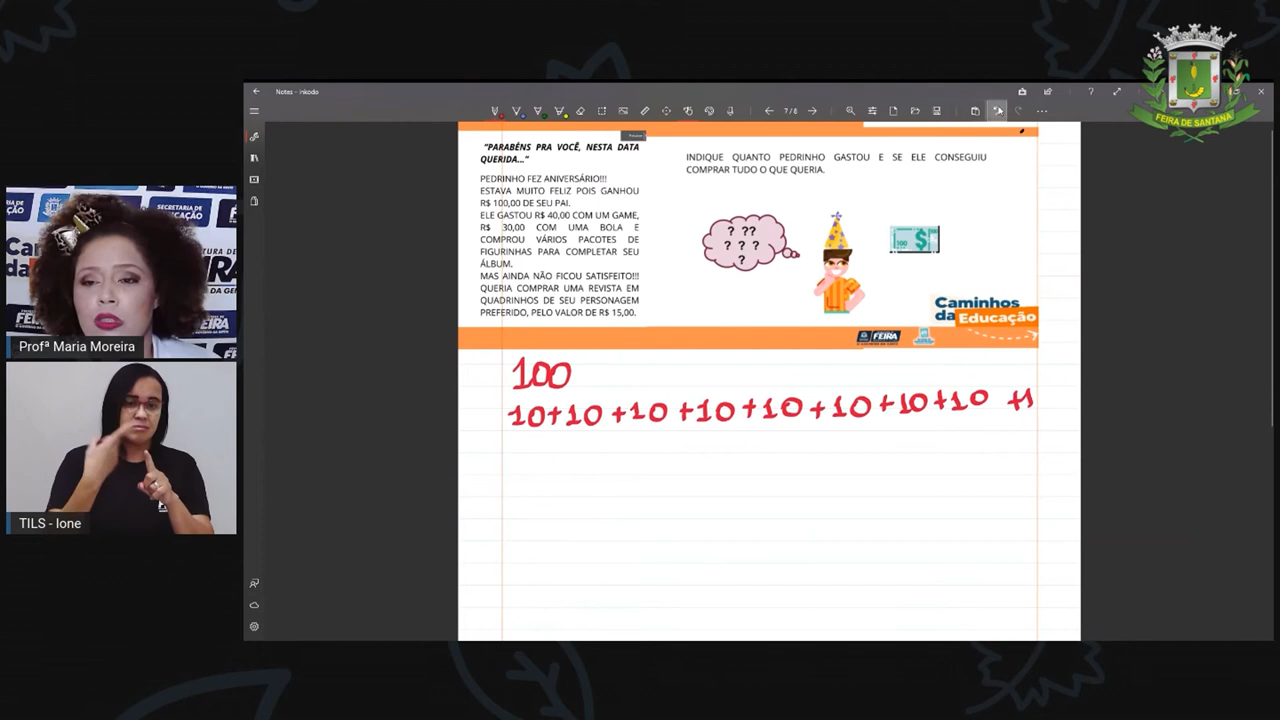 FEIRA DE SANTANA
Notes - inkodo
7 / 8
"PARABÉNS PRA VOCÊ, NESTA DATA
QUERIDA..."
PEDRINHO FEZ ANIVERSÁRIO!!!
ESTAVA MUITO FELIZ POIS GANHOU
R$ 100,00 DE SEU PAI.
ELE GASTOU R$ 40,00 COM UM GAME,
R$ 30,00 COM UMA BOLA E
COMPROU VÁRIOS PACOTES DE
FIGURINHAS PARA COMPLETAR SEU
ÁLBUM.
MAS AINDA NÃO FICOU SATISFEITO!!!
QUERIA COMPRAR UMA REVISTA EM
QUADRINHOS DE SEU PERSONAGEM
PREFERIDO, PELO VALOR DE R$ 15,00.
INDIQUE QUANTO PEDRINHO GASTOU E SE ELE CONSEGUIU
COMPRAR TUDO O QUE QUERIA.
? ??
? ? ?
?
100 $
Caminhos
da Educação
FEIRA
100
10+10 +10 +10 +10 +10 +10 +10 +1
SECRETARIA DE
EDUCAÇÃO
FEIRA
Profª Maria Moreira
TILS - Ione